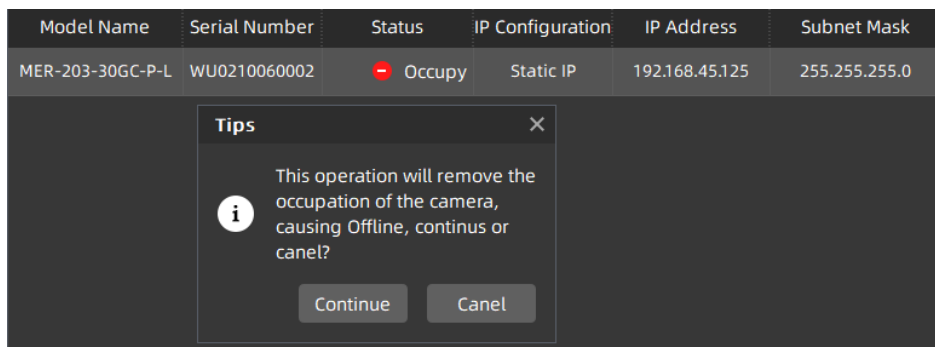 Model Name Serial Number Status IP Configuration IP Address Subnet Mask
MER-203-30GC-P-L WU0210060002 Occupy Static IP 192.168.45.125 255.255.255.0
Tips
This operation will remove the
occupation of the camera,
causing Offline, continus or
canel?
Continue Canel